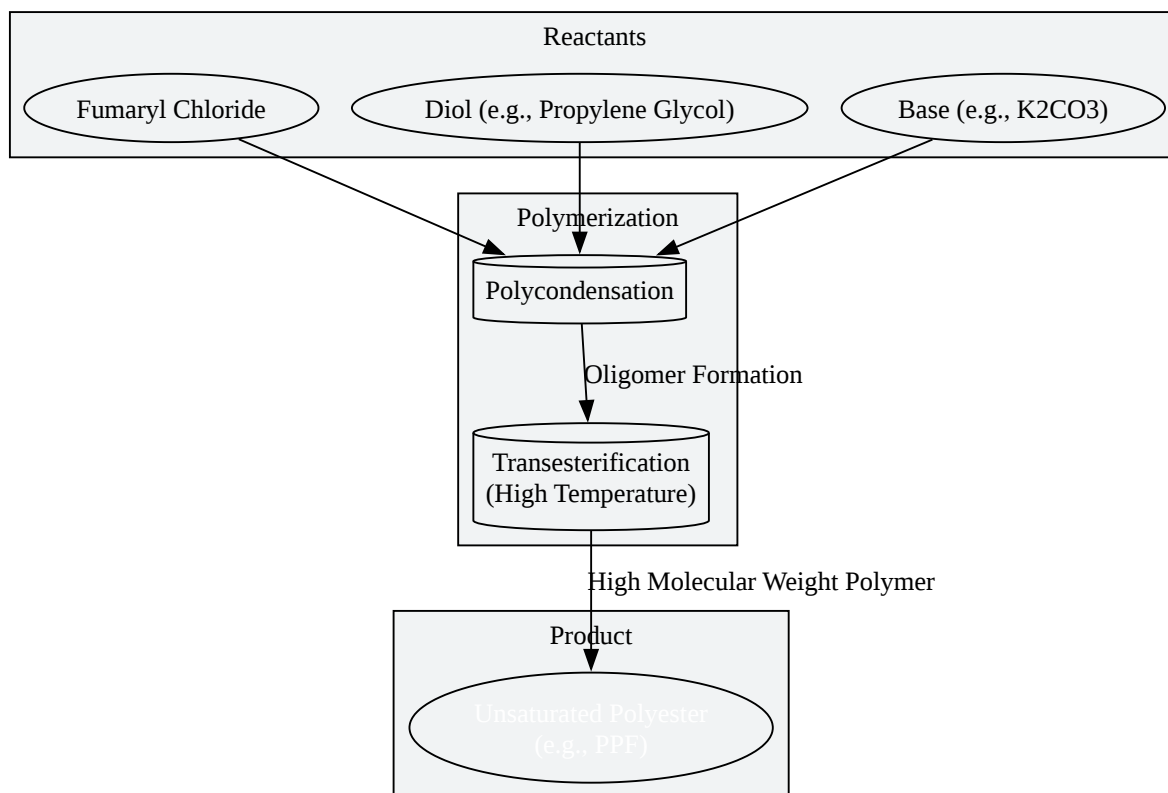 Reactants
Fumaryl Chloride
Diol (e.g., Propylene Glycol)
Base (e.g., K2CO3)
Polymerization
Polycondensation
Oligomer Formation
Transesterification
(High Temperature)
High Molecular Weight Polymer
Product
Unsaturated Polyester
(e.g., PPF)